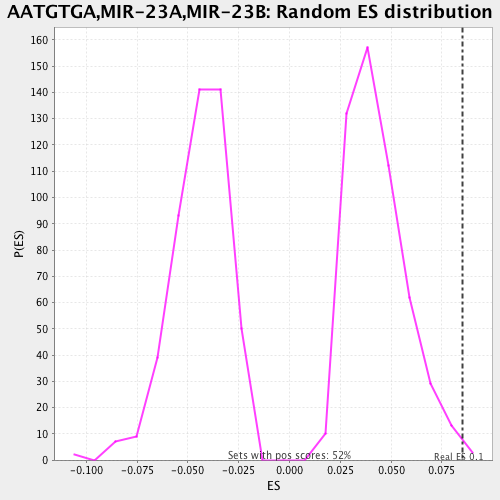 AATGTGA,MIR-23A,MIR-23B: Random ES distribution
160
150
140
130
120
110
100
90
80
70
60
50
40
30
20
10
0
P(ES)
Sets with pos scores: 52%
Real ES 0.1
-0.100 -0.075 -0.050 -0.025 0.000 0.025 0.050 0.075
ES